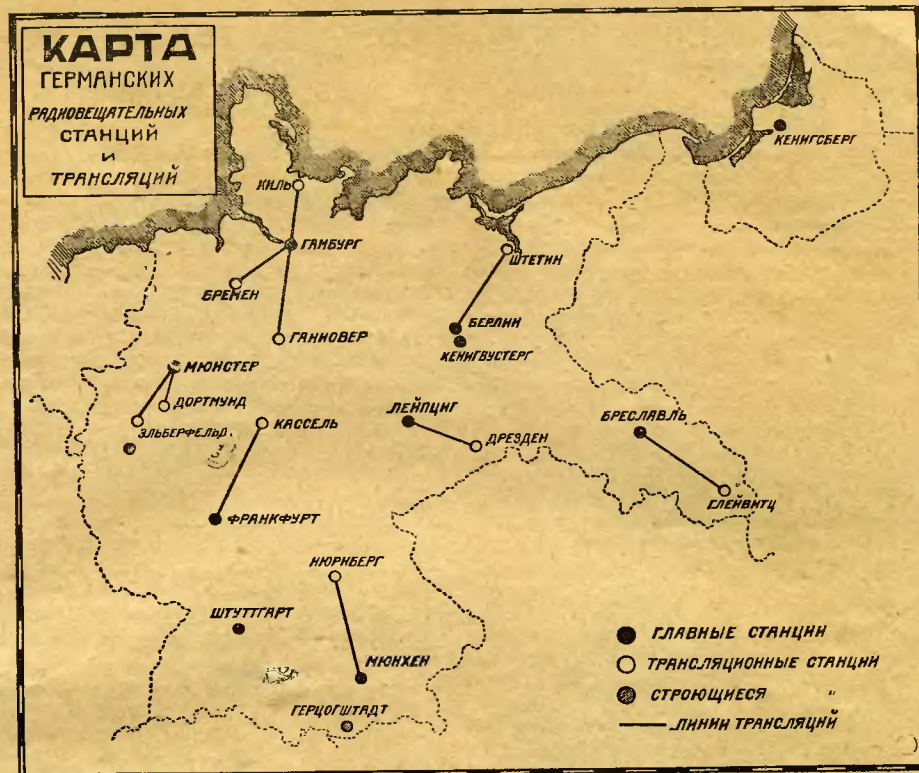 КАРТА
ГЕРМАНСКИХ
РАДИОВЕЩАТЕЛЬНЫХ
СТАНЦИЙ
И
ТРАНСЛЯЦИЙ
КЕНИГСБЕРГ
КИЛЬ
ГАМБУРГ
ШТЕТИН
БРЕМЕН
БЕРЛИН
ГАННОВЕР
КЕНИГВУСТЕРГ
МЮНСТЕР
ДОРТМУНД
ЛЕЙПЦИГ
БРЕСЛАВЛЬ
КАССЕЛЬ
ЭЛЬБЕРФЕЛЬД.
ДРЕЗДЕН
ГЛЕЙВИТЦ
ФРАНКФУРТ
НЮРНБЕРГ
ШТУТТГАРТ
МЮНХЕН
ГЕРЦОГШТАДТ
ГЛАВНЫЕ СТАНЦИИ
ТРАНСЛЯЦИОННЫЕ СТАНЦИИ
СТРОЮЩИЕСЯ "
ЛИНИИ ТРАНСЛЯЦИЙ